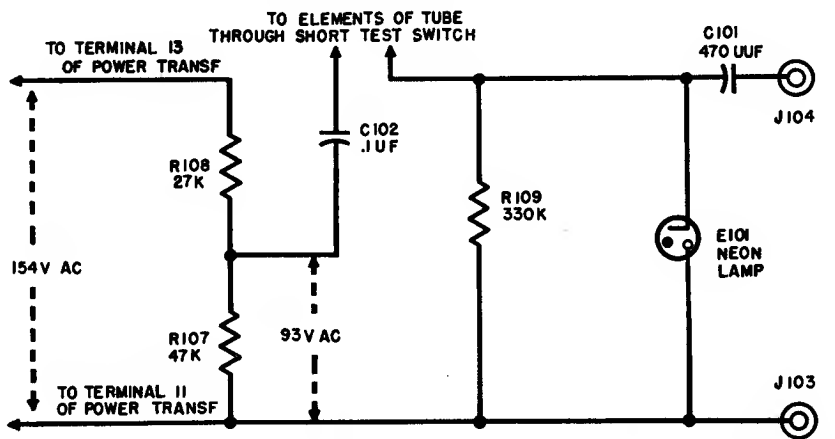 TO ELEMENTS OF TUBE
THROUGH SHORT TEST SWITCH
TO TERMINAL 13
OF POWER TRANSF
C101
470 UUF
J104
C102
.1UF
R108
27K
R109
330K
E101
NEON
LAMP
154V AC
93V AC
R107
47K
J103
TO TERMINAL 11
OF POWER TRANSF